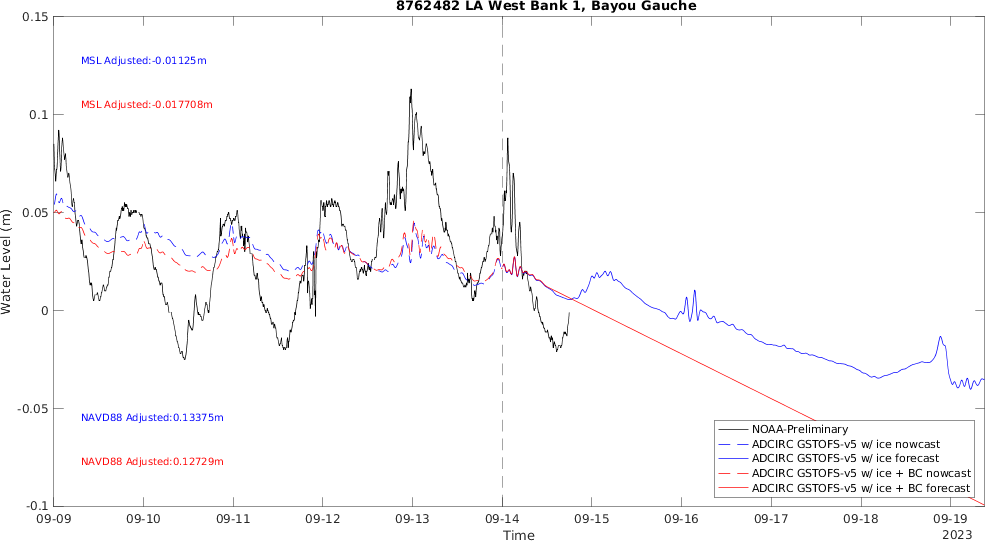 8762482 LA West Bank 1, Bayou Gauche
0.15
0.1
0.05
0
-0.05
-0.1
Water Level (m)
MSL Adjusted:-0.01125m
MSL Adjusted:-0.017708m
NAVD88 Adjusted:0.13375m
NAVD88 Adjusted:0.12729m
NOAA-Preliminary
ADCIRC GSTOFS-v5 w/ ice nowcast
ADCIRC GSTOFS-v5 w/ ice forecast
ADCIRC GSTOFS-v5 w/ ice + BC nowcast
ADCIRC GSTOFS-v5 w/ ice + BC forecast
09-09 09-10 09-11 09-12 09-13 09-14 09-15 09-16 09-17 09-18 09-19
Time
2023